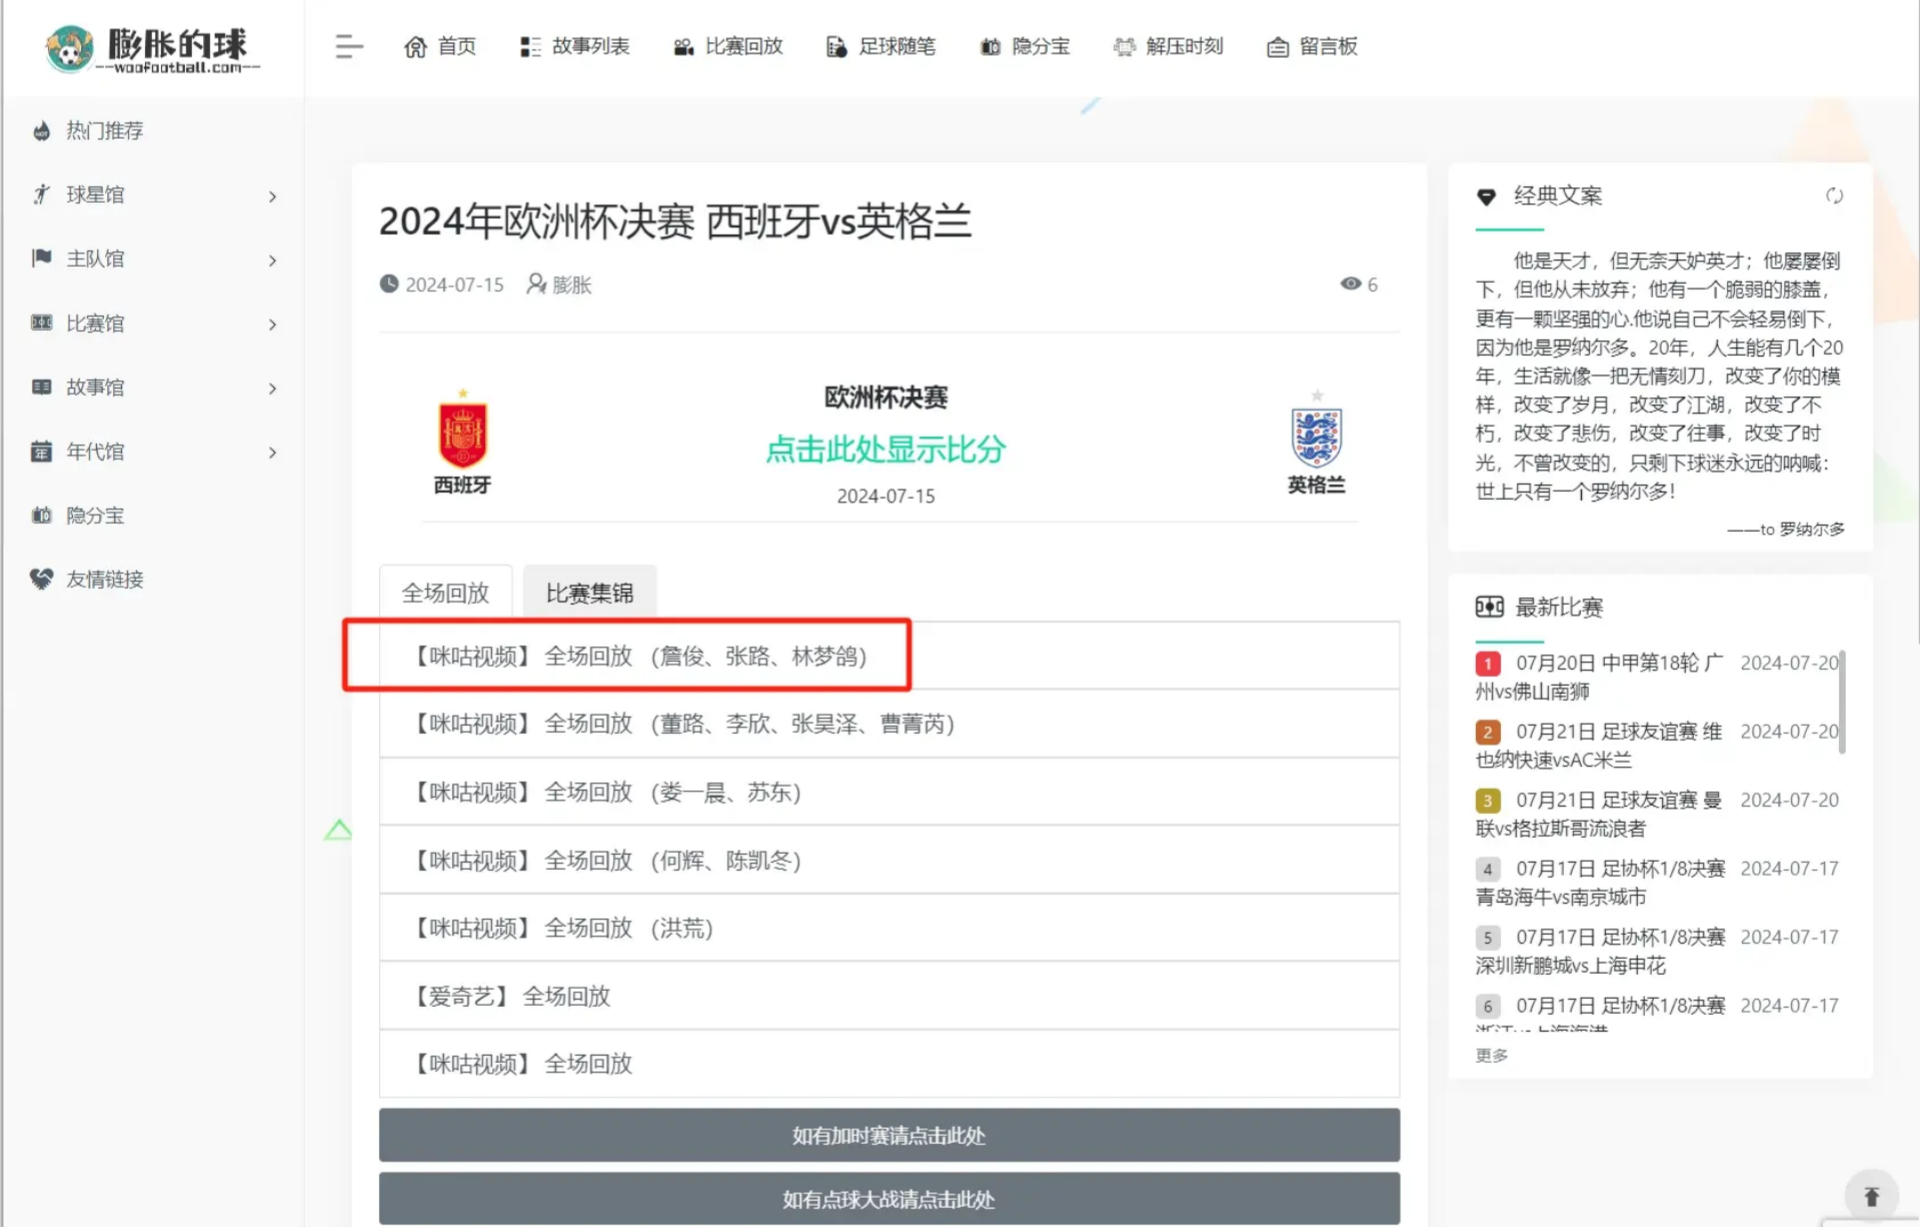 膨胀的球
--woofootball.com--
首页
故事列表
比赛回放
足球随笔
隐分宝
解压时刻
留言板
热门推荐
球星馆
主队馆
比赛馆
故事馆
年代馆
隐分宝
友情链接
2024年欧洲杯决赛 西班牙vs英格兰
2024-07-15 膨胀
6
欧洲杯决赛
点击此处显示比分
2024-07-15
西班牙
英格兰
全场回放
比赛集锦
【咪咕视频】 全场回放 (詹俊、张路、林梦鸽)
【咪咕视频】 全场回放 (董路、李欣、张昊泽、曹菁芮)
【咪咕视频】 全场回放 (娄一晨、苏东)
【咪咕视频】 全场回放 (何辉、陈凯冬)
【咪咕视频】 全场回放 (洪荒)
【爱奇艺】 全场回放
【咪咕视频】 全场回放
如有加时赛请点击此处
如有点球大战请点击此处
经典文案
他是天才，但无奈天妒英才；他屡屡倒
下，但他从未放弃；他有一个脆弱的膝盖，
更有一颗坚强的心.他说自己不会轻易倒下，
因为他是罗纳尔多。20年，人生能有几个20
年，生活就像一把无情刻刀，改变了你的模
样，改变了岁月，改变了江湖，改变了不
朽，改变了悲伤，改变了往事，改变了时
光，不曾改变的，只剩下球迷永远的呐喊：
世上只有一个罗纳尔多！
——to 罗纳尔多
最新比赛
1 07月20日 中甲第18轮 广 2024-07-20
州vs佛山南狮
2 07月21日 足球友谊赛 维 2024-07-20
也纳快速vsAC米兰
3 07月21日 足球友谊赛 曼 2024-07-20
联vs格拉斯哥流浪者
4 07月17日 足协杯1/8决赛 2024-07-17
青岛海牛vs南京城市
5 07月17日 足协杯1/8决赛 2024-07-17
深圳新鹏城vs上海申花
6 07月17日 足协杯1/8决赛 2024-07-17
浙江vs上海海港
更多